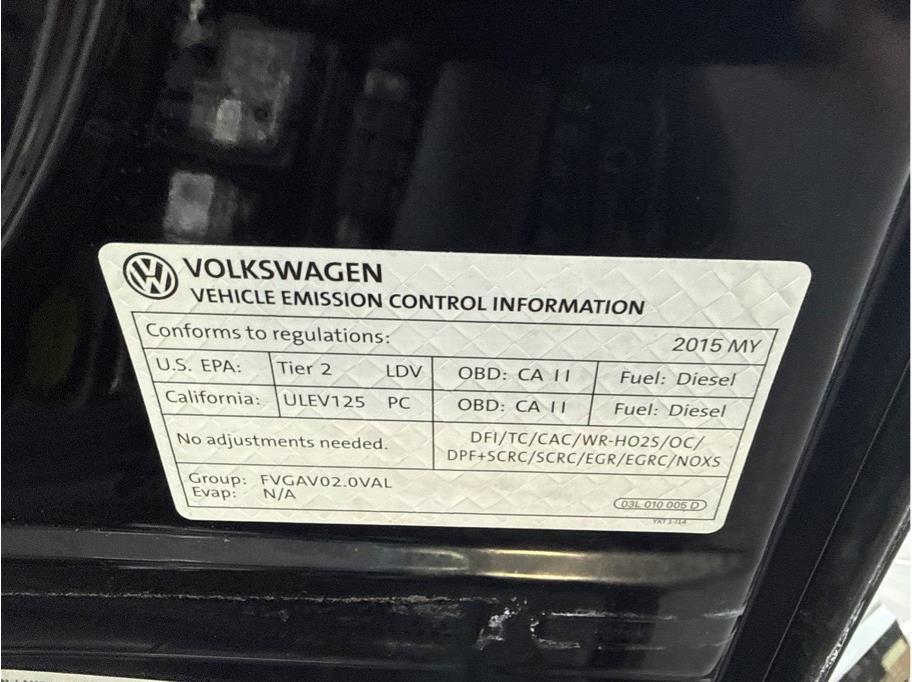 VOLKSWAGEN
VEHICLE EMISSION CONTROL INFORMATION
Conforms to regulations: 2015 MY
U.S. EPA: Tier 2 LDV OBD: CA II Fuel: Diesel
California: ULEV125 PC OBD: CA II Fuel: Diesel
No adjustments needed.
DFI/TC/CAC/WR-HO2S/OC/
DPF+SCRC/SCRC/EGR/EGRC/NOXS
Group: FVGAV02.0VAL
Evap: N/A
03L 010 005 D